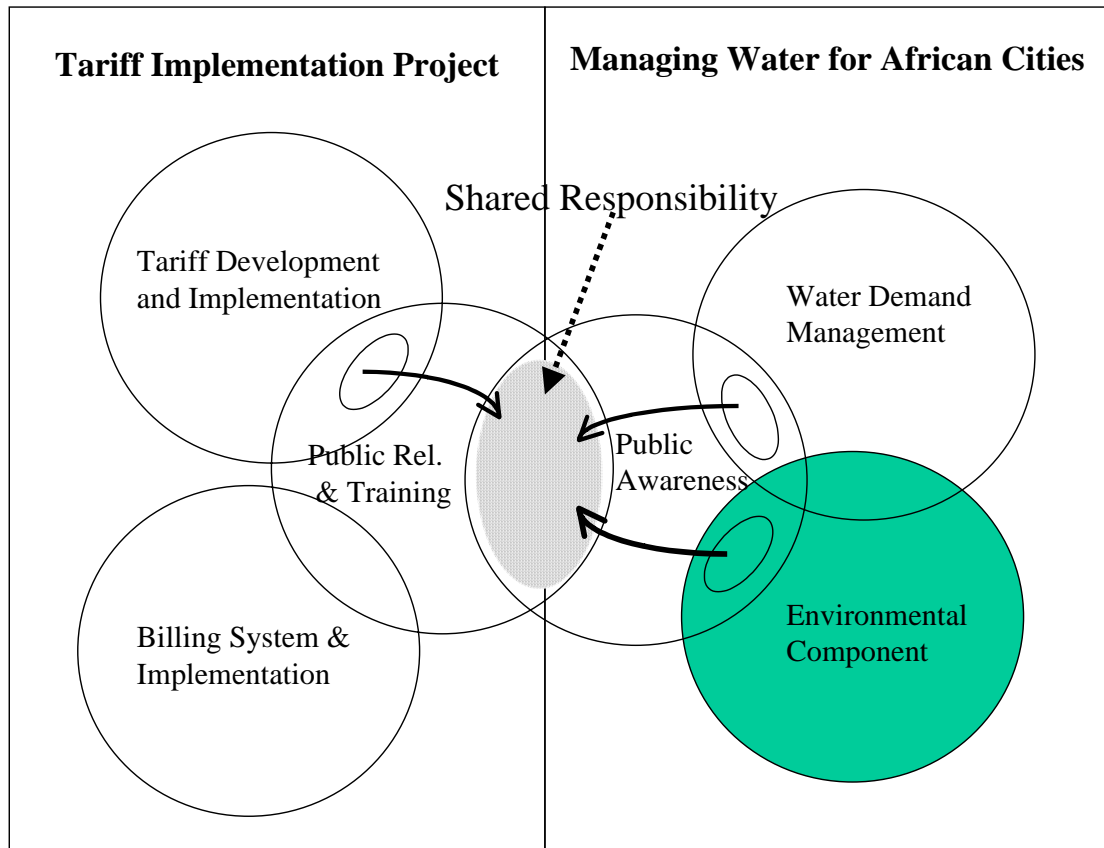 Tariff Implementation Project
Managing Water for African Cities
Shared Responsibility
Tariff Development
and Implementation
Water Demand
Management
Public Rel.
& Training
Public
Awareness
Billing System &
Implementation
Environmental
Component